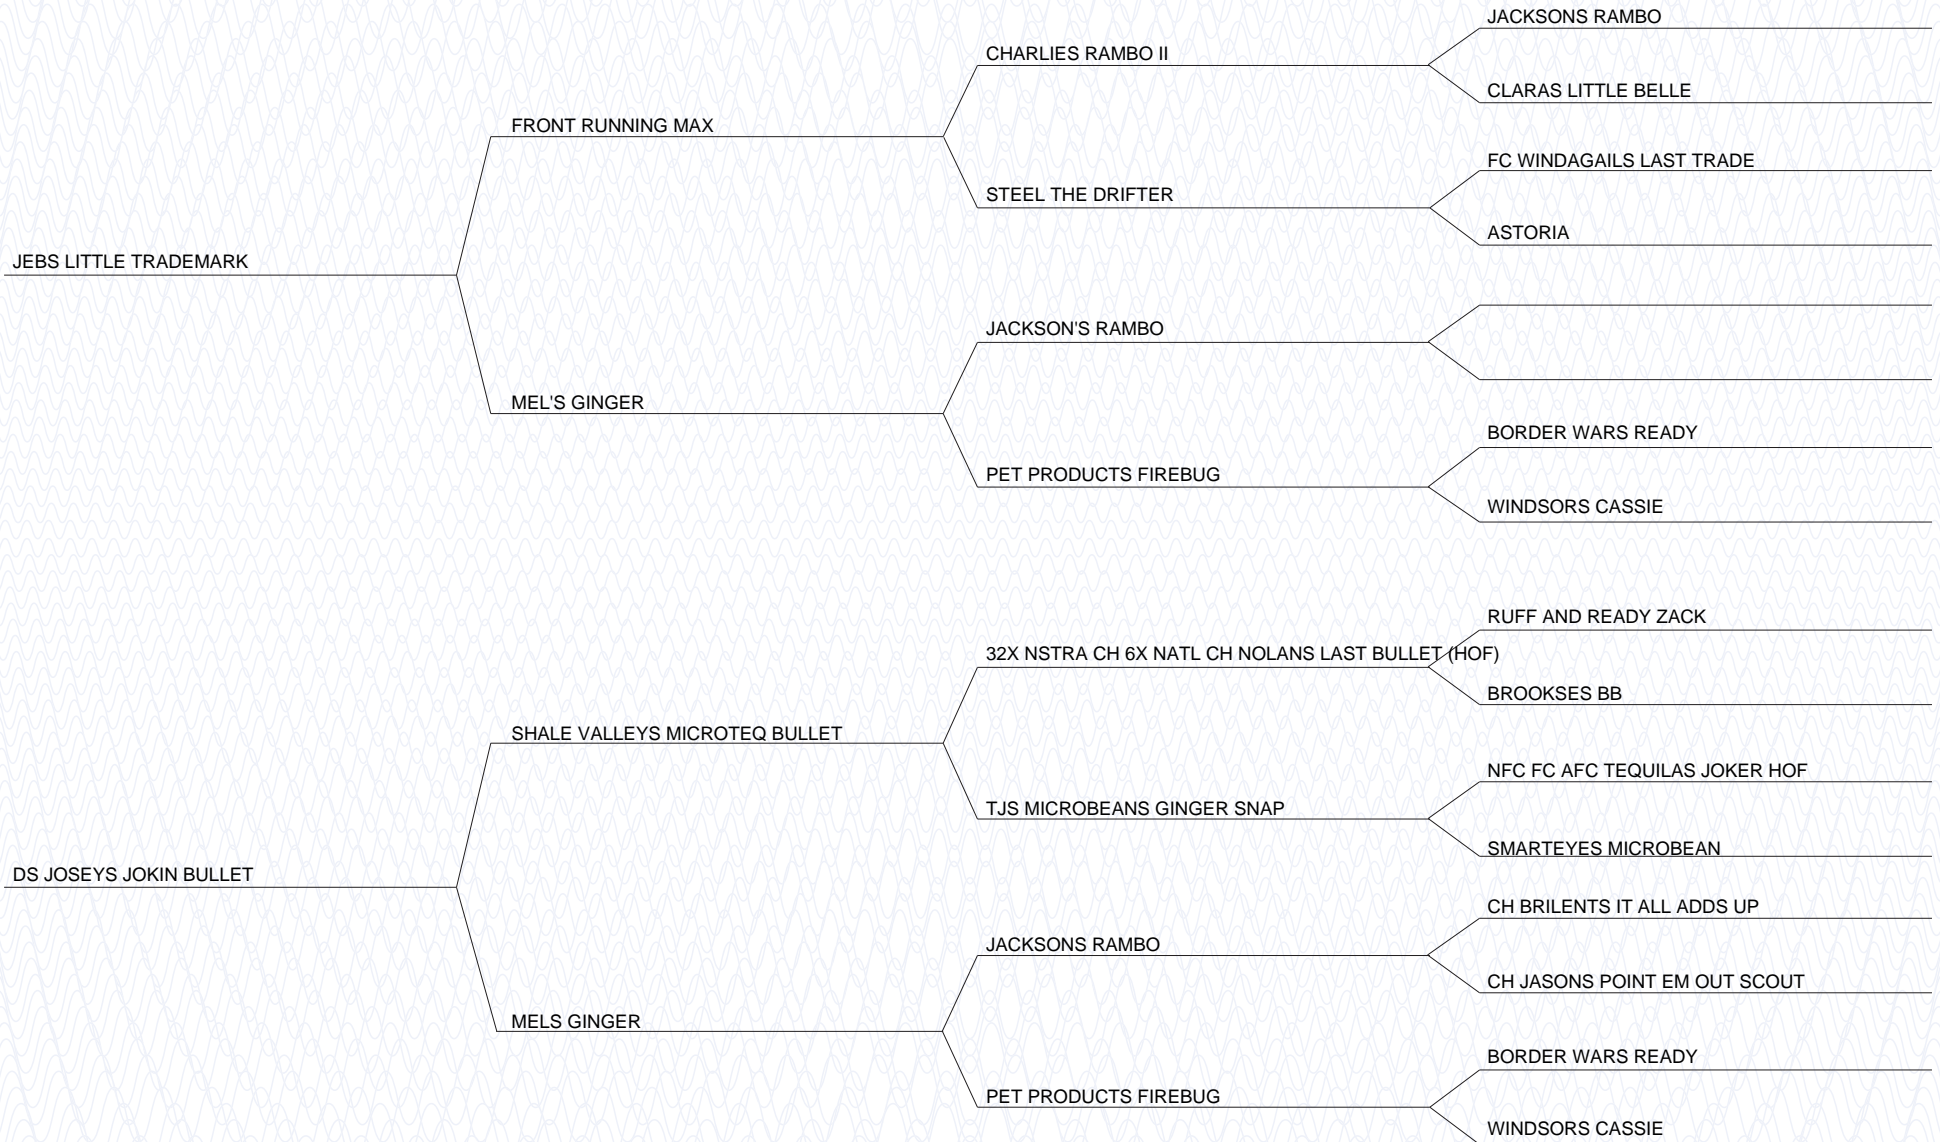 JACKSONS RAMBO
CHARLIES RAMBO II
CLARAS LITTLE BELLE
FRONT RUNNING MAX
FC WINDAGAILS LAST TRADE
STEEL THE DRIFTER
ASTORIA
JEBS LITTLE TRADEMARK
JACKSON'S RAMBO
MEL'S GINGER
BORDER WARS READY
PET PRODUCTS FIREBUG
WINDSORS CASSIE
RUFF AND READY ZACK
32X NSTRA CH 6X NATL CH NOLANS LAST BULLET (HOF)
BROOKSES BB
SHALE VALLEYS MICROTEQ BULLET
NFC FC AFC TEQUILAS JOKER HOF
TJS MICROBEANS GINGER SNAP
SMARTEYES MICROBEAN
DS JOSEYS JOKIN BULLET
CH BRILENTS IT ALL ADDS UP
JACKSONS RAMBO
CH JASONS POINT EM OUT SCOUT
MELS GINGER
BORDER WARS READY
PET PRODUCTS FIREBUG
WINDSORS CASSIE